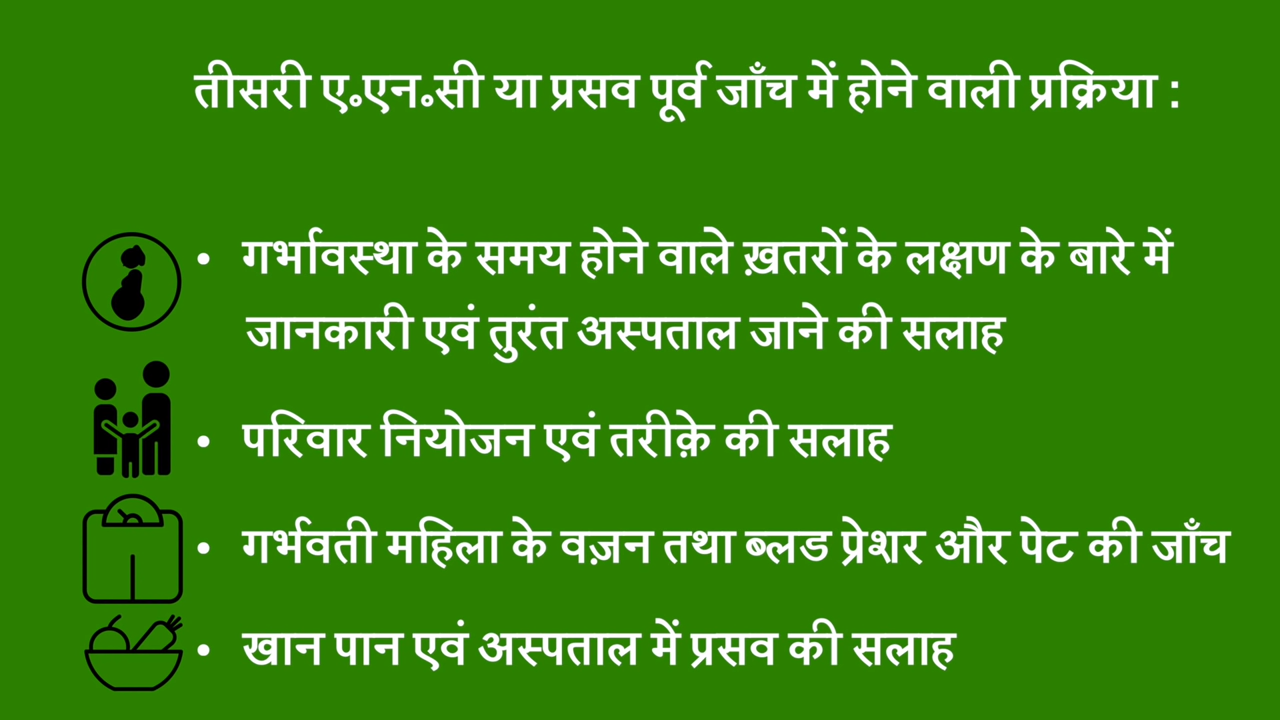 तीसरी ए॰एन॰सी या प्रसव पूर्व जाँच में होने वाली प्रक्रिया :
• गर्भावस्था के समय होने वाले ख़तरों के लक्षण के बारे में
जानकारी एवं तुरंत अस्पताल जाने की सलाह
• परिवार नियोजन एवं तरीक़े की सलाह
• गर्भवती महिला के वज़न तथा ब्लड प्रेशर और पेट की जाँच
• खान पान एवं अस्पताल में प्रसव की सलाह